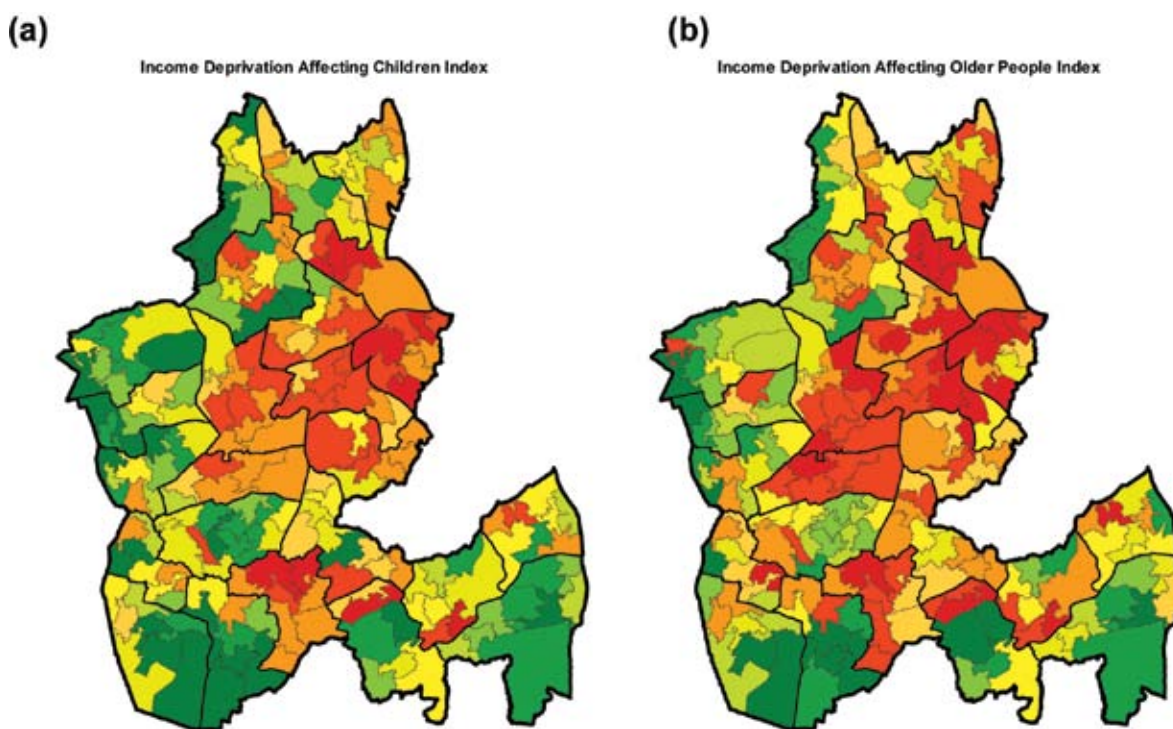 (a)
Income Deprivation Affecting Children Index
(b)
Income Deprivation Affecting Older People Index